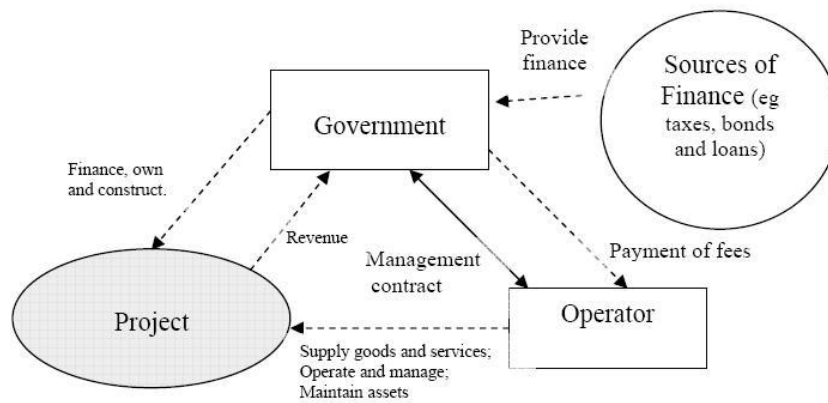 Provide
finance
Sources of
Finance (eg
taxes, bonds
and loans)
Government
Finance, own
and construct.
Revenue
Management
contract
Payment of fees
Project
Operator
Supply goods and services;
Operate and manage;
Maintain assets